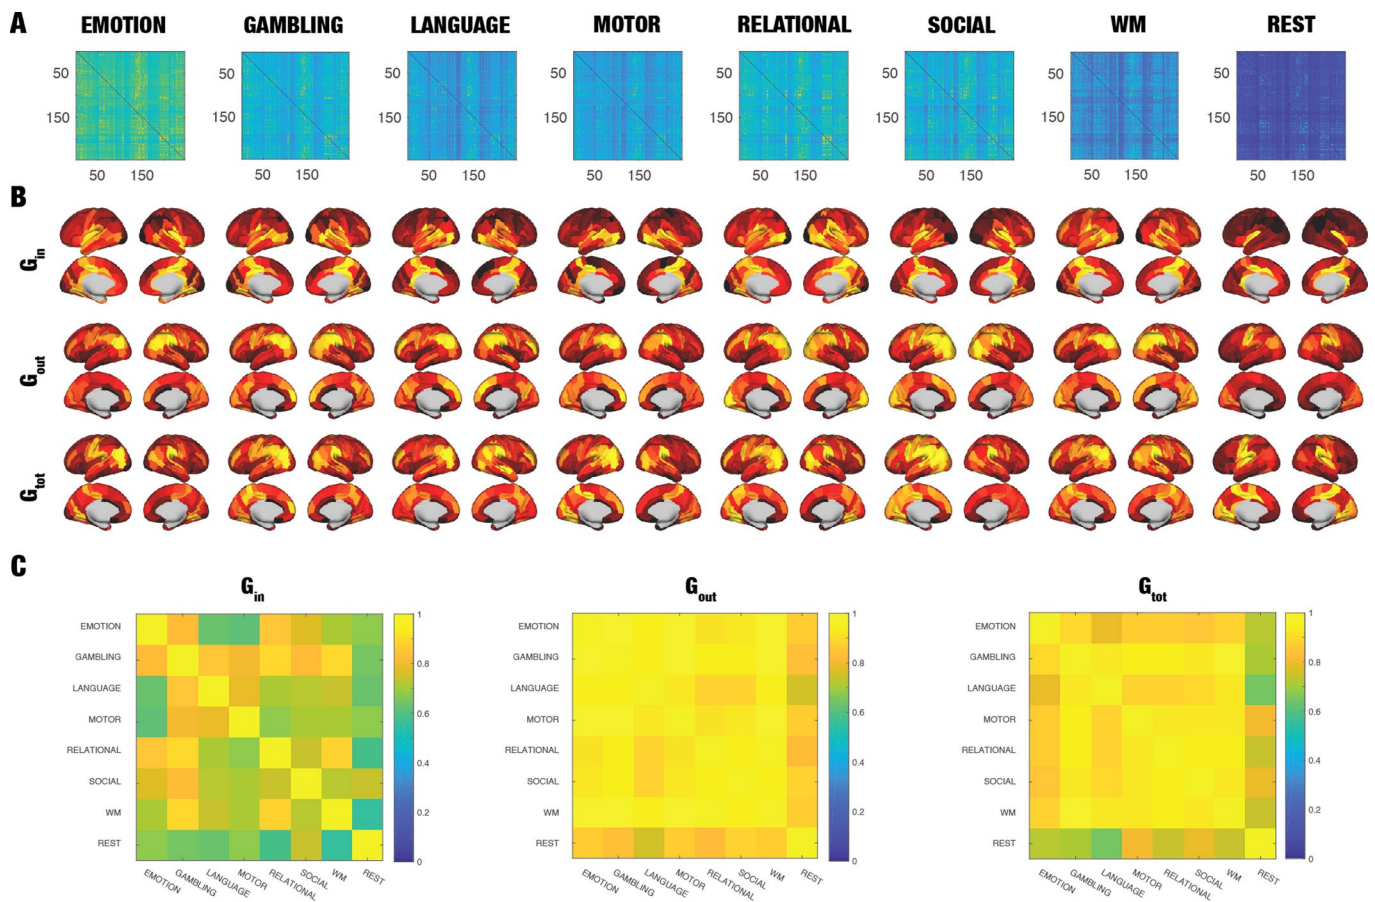 A EMOTION GAMBLING LANGUAGE MOTOR RELATIONAL SOCIAL WM REST
50 50 50 50 50 50 50 50
150 150 150 150 150 150 150 150
50 150 50 150 50 150 50 150 50 150 50 150 50 150 50 150
B
Gin
Gout
Gtot
C
Gin
EMOTION
GAMBLING
LANGUAGE
MOTOR
RELATIONAL
SOCIAL
WM
REST
EMOTION GAMBLING LANGUAGE MOTOR RELATIONAL SOCIAL WM REST
1
0.8
0.6
0.4
0.2
0
Gout
EMOTION
GAMBLING
LANGUAGE
MOTOR
RELATIONAL
SOCIAL
WM
REST
EMOTION GAMBLING LANGUAGE MOTOR RELATIONAL SOCIAL WM REST
1
0.8
0.6
0.4
0.2
0
Gtot
EMOTION
GAMBLING
LANGUAGE
MOTOR
RELATIONAL
SOCIAL
WM
REST
EMOTION GAMBLING LANGUAGE MOTOR RELATIONAL SOCIAL WM REST
1
0.8
0.6
0.4
0.2
0